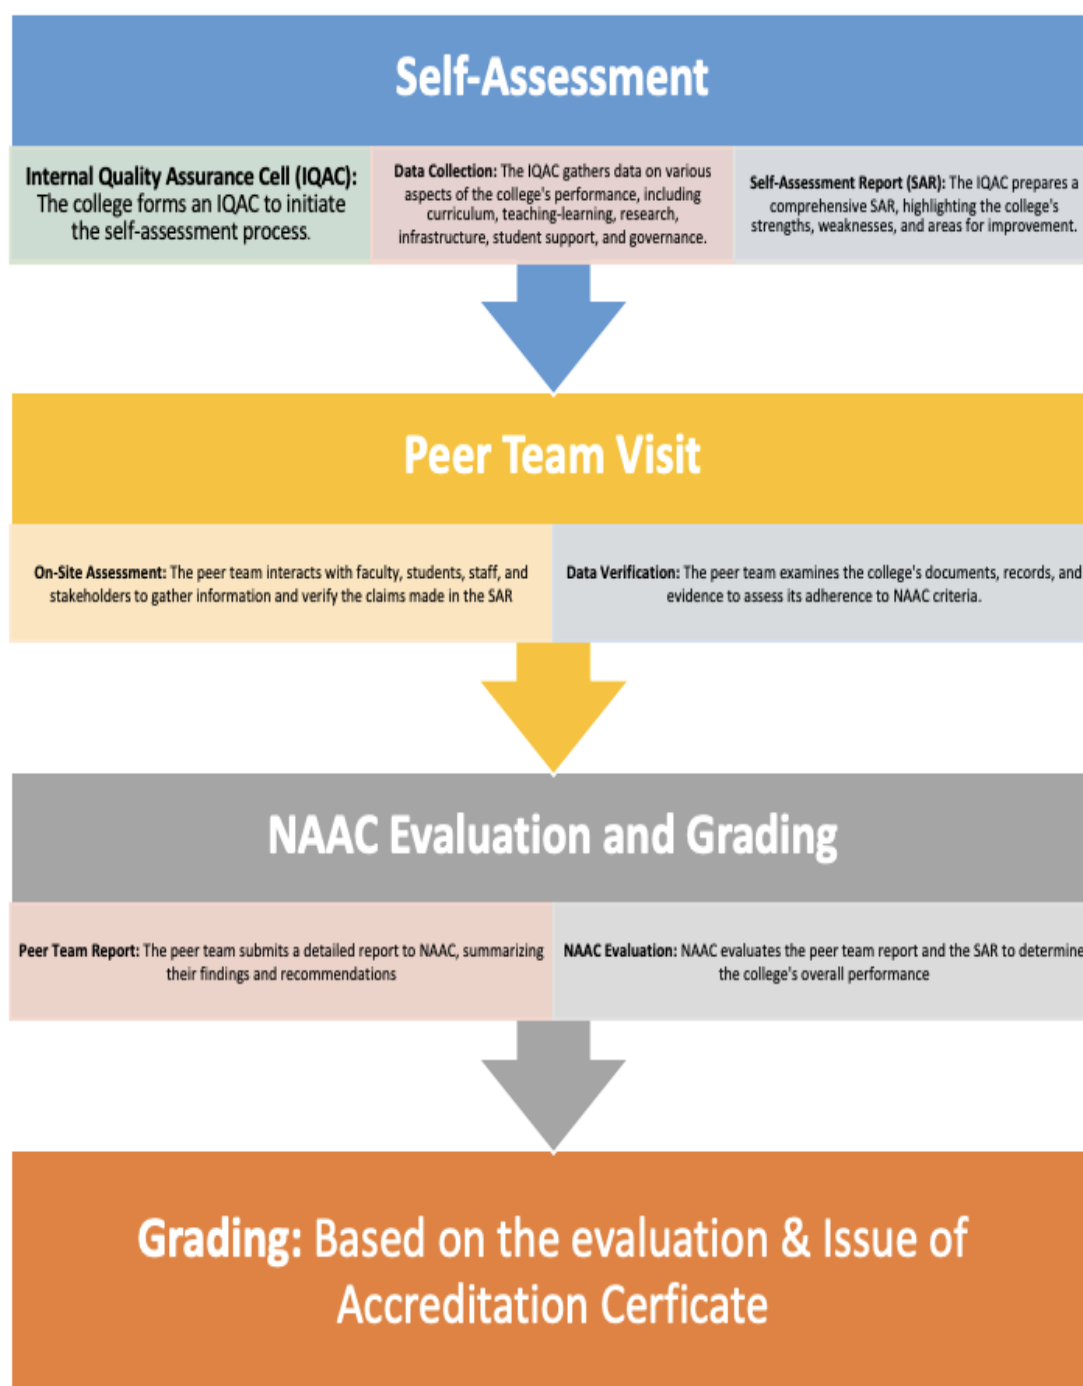 Self-Assessment
Internal Quality Assurance Cell (IQAC):
The college forms an IQAC to initiate
the self-assessment process.
Data Collection: The IQAC gathers data on various
aspects of the college's performance, including
curriculum, teaching-learning, research,
infrastructure, student support, and governance.
Self-Assessment Report (SAR): The IQAC prepares a
comprehensive SAR, highlighting the college's
strengths, weaknesses, and areas for improvement.
Peer Team Visit
On-Site Assessment: The peer team interacts with faculty, students, staff, and
stakeholders to gather information and verify the claims made in the SAR
Data Verification: The peer team examines the college's documents, records, and
evidence to assess its adherence to NAAC criteria.
NAAC Evaluation and Grading
Peer Team Report: The peer team submits a detailed report to NAAC, summarizing
their findings and recommendations
NAAC Evaluation: NAAC evaluates the peer team report and the SAR to determine
the college's overall performance
Grading: Based on the evaluation & Issue of
Accreditation Cerficate